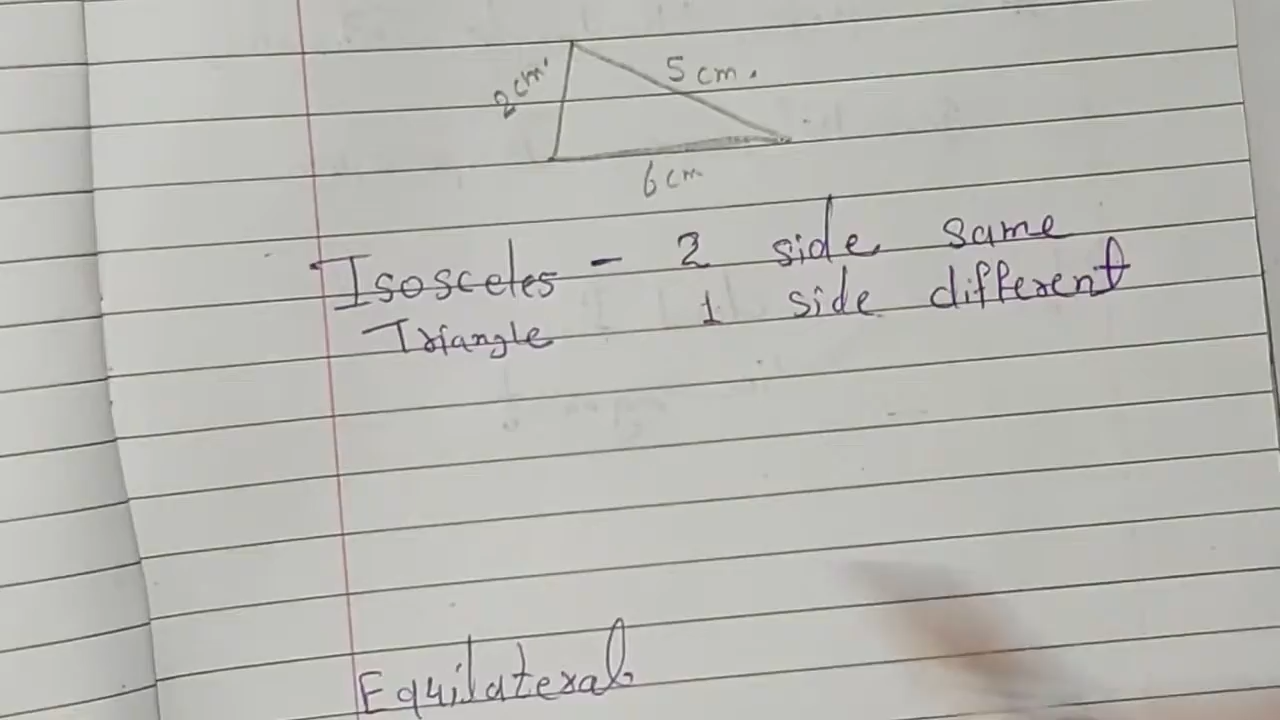 2cm
5 cm.
6 cm
Isosceles - 2 side same
Triangle 1 side different
Equilateral